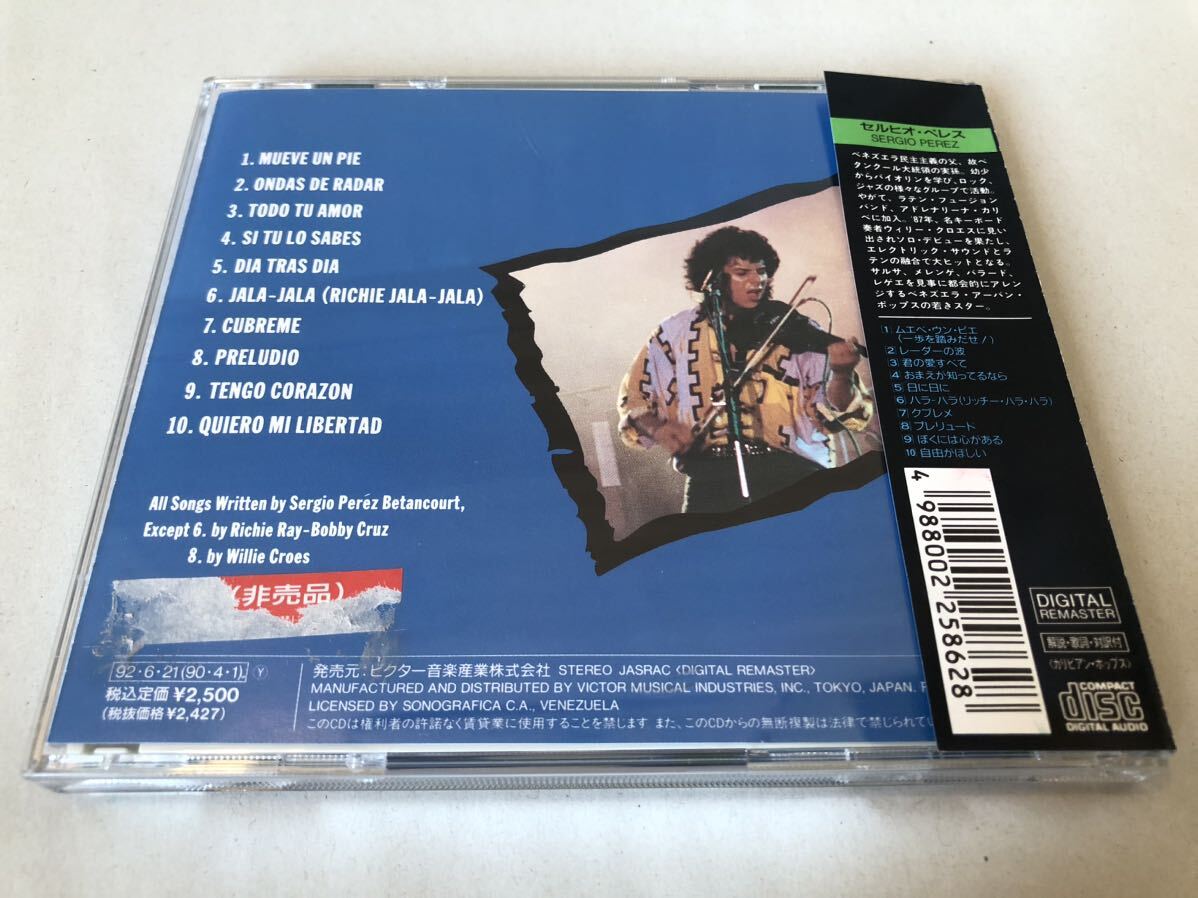 1. MUEVE UN PIE
2. ONDAS DE RADAR
3. TODO TU AMOR
4. SI TU LO SABES
5. DIA TRAS DIA
6. JALA-JALA (RICHIE JALA-JALA)
7. CUBREME
8. PRELUDIO
9. TENGO CORAZON
10. QUIERO MI LIBERTAD
All Songs Written by Sergio Peréz Betancourt,
Except 6. by Richie Ray-Bobby Cruz
8. by Willie Croes
(非売品)
92・6・21(90・4・1) Ⓨ
税込定価¥2,500
(税抜価格¥2,427)
発売元:ビクター音楽産業株式会社 STEREO JASRAC〈DIGITAL REMASTER〉
MANUFACTURED AND DISTRIBUTED BY VICTOR MUSICAL INDUSTRIES, INC., TOKYO, JAPAN.
LICENSED BY SONOGRAFICA C.A., VENEZUELA
このCDは権利者の許諾なく賃貸業に使用することを禁じます また、このCDからの無断複製は法律で禁じられてい
セルヒオ・ペレス
SERGIO PEREZ
ベネズエラ民主主義の父、故ベ
タンクール大統領の実孫。幼少
からバイオリンを学び、ロック、
ジャズの様々なグループで活動。
やがて、ラテン・フュージョン
バンド、アドレナリーナ・カリ
ベに加入。'87年、名キーボード
奏者ウィリー・クロエスに見い
出されソロ・デビューを果たし、
エレクトリック・サウンドとラ
テンの融合で大ヒットとなる。
サルサ、メレンゲ、バラード、
レゲエを見事に都会的にアレン
ジするベネズエラ・アーバン・
ポップスの若きスター。
1 ムエベ・ウン・ピエ
(一歩を踏みだせ!)
2 レーダーの波
3 君の愛すべて
4 おまえが知ってるなら
5 日に日に
6 ハラ-ハラ(リッチー・ハラ・ハラ)
7 クブレメ
8 プレリュード
9 ぼくには心がある
10 自由がほしい
4 988002 258628
DIGITAL
REMASTER
解説・歌詞・対訳付
〈カリビアン・ポップス〉
COMPACT
disc
DIGITAL AUDIO